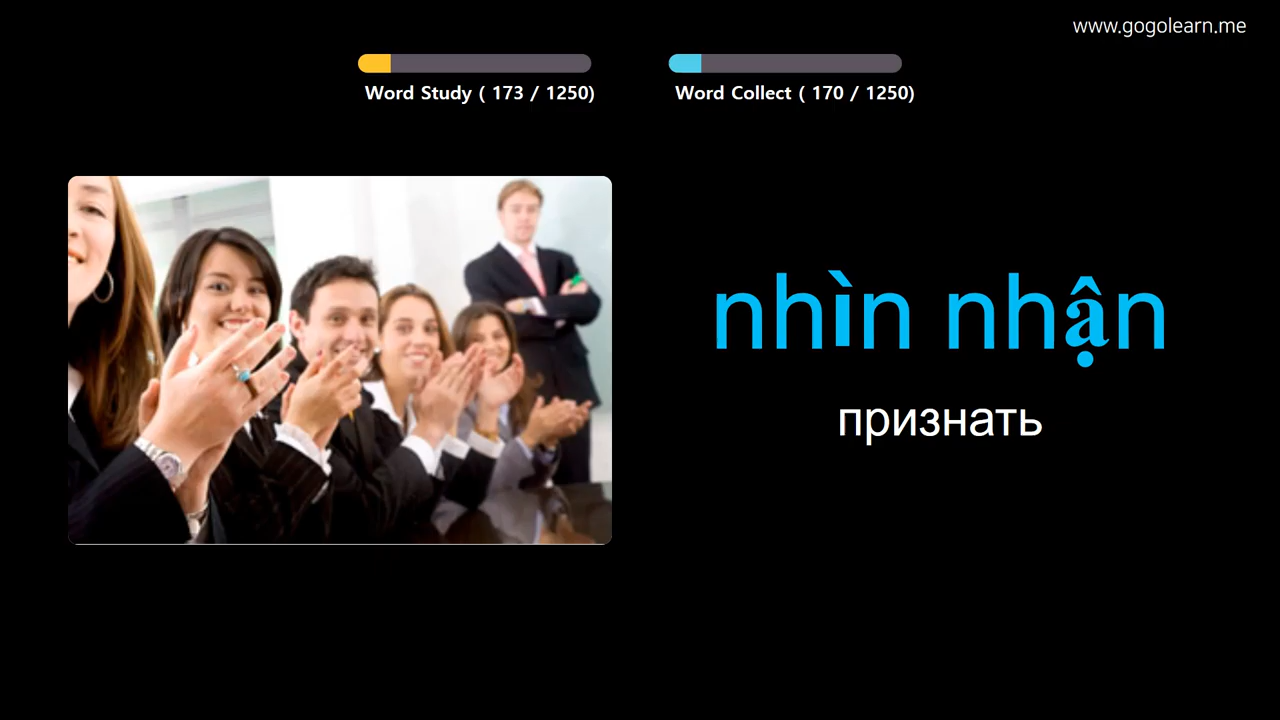 www.gogolearn.me
Word Study ( 173 / 1250)
Word Collect ( 170 / 1250)
nhìn nhận
признать